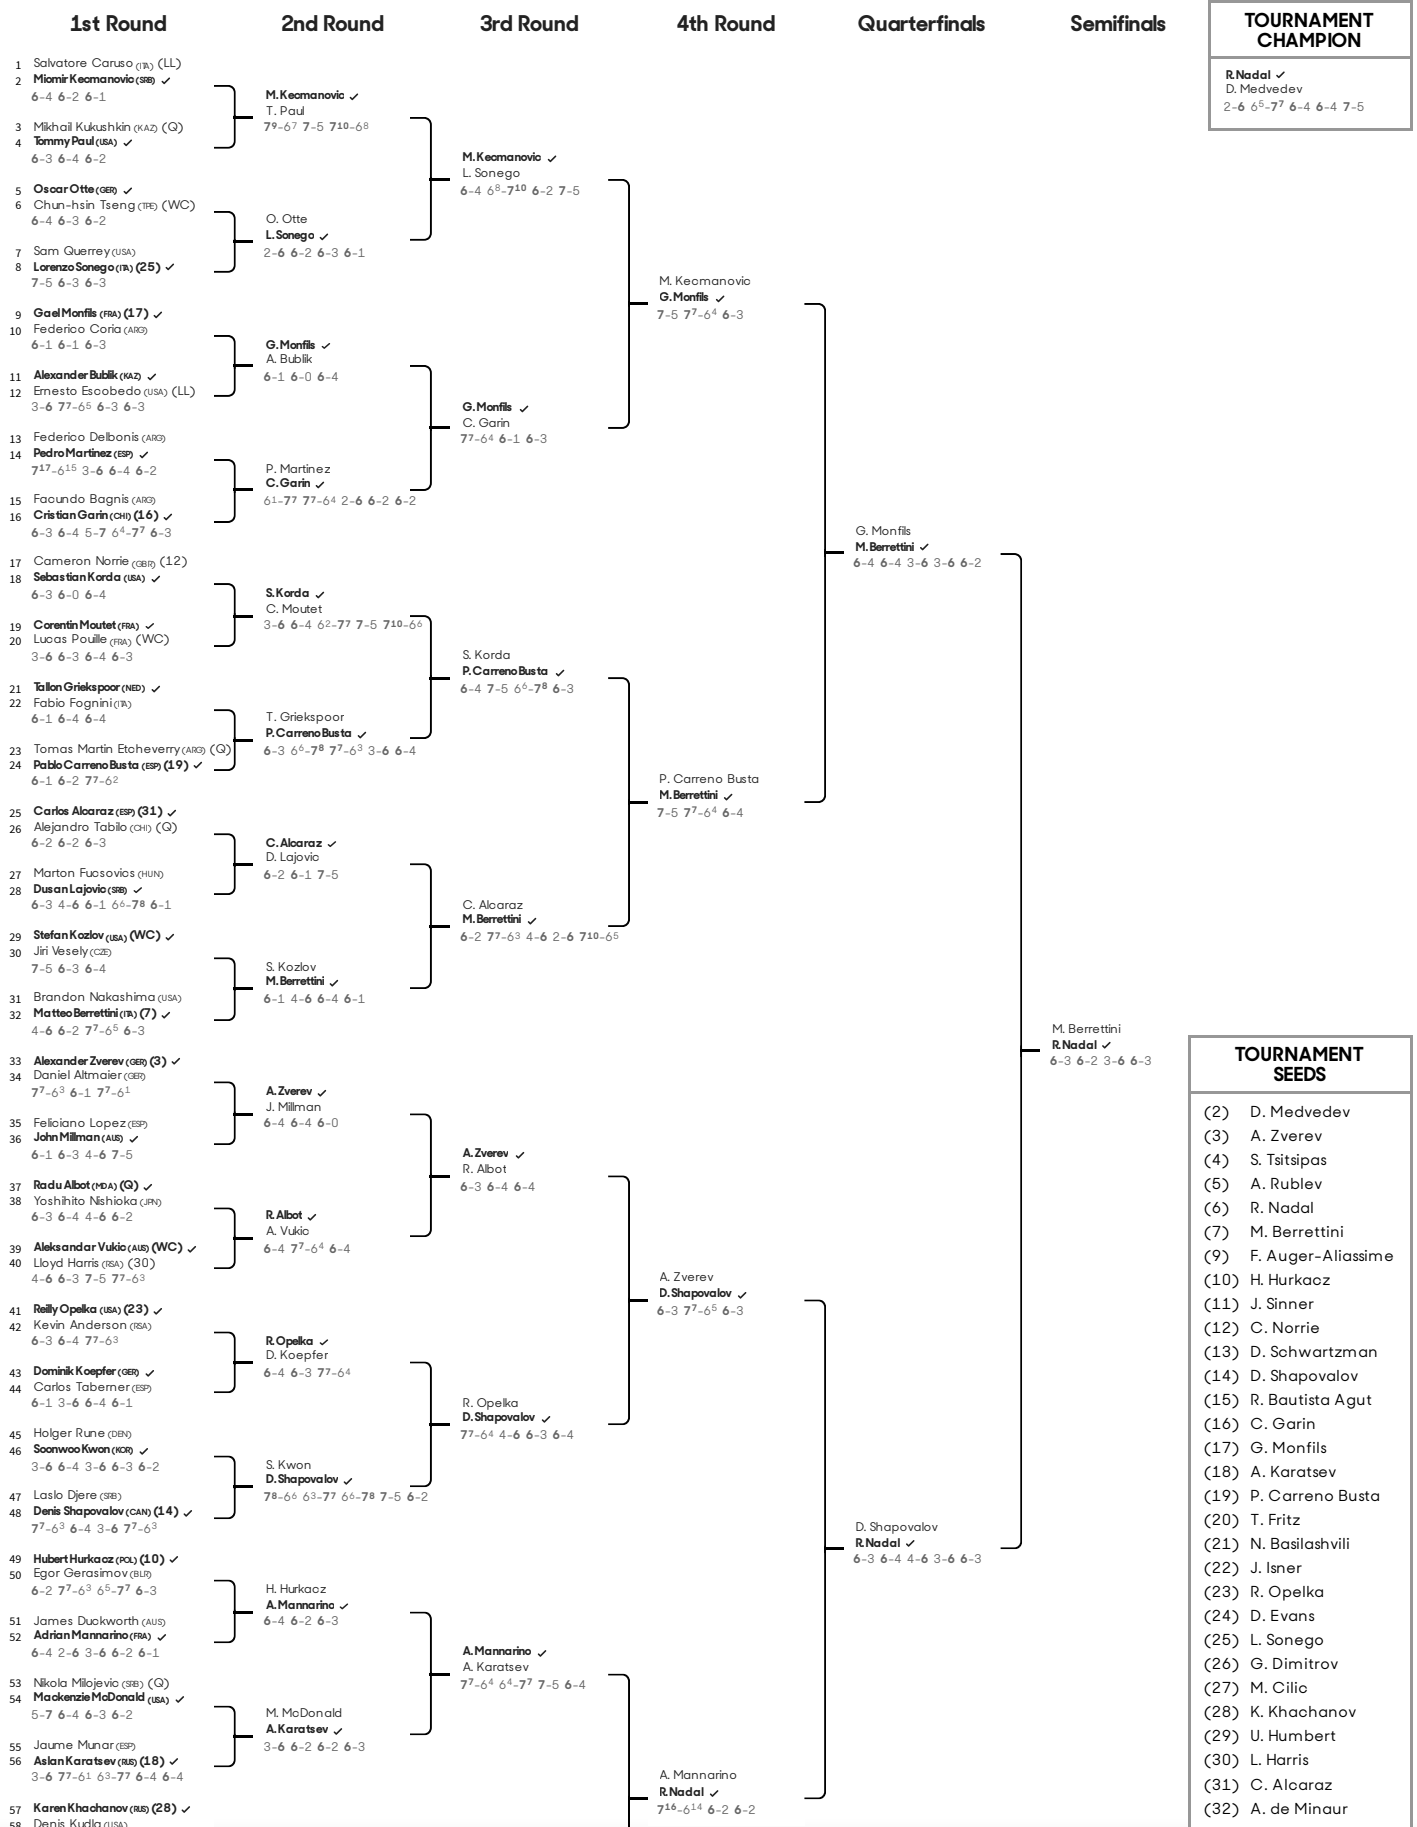 1st Round
2nd Round
3rd Round
4th Round
Quarterfinals
Semifinals
TOURNAMENT
CHAMPION
R.Nadal ✓
D. Medvedev
2-6 6⁵-7⁷ 6-4 6-4 7-5
1 Salvatore Caruso (ITA) (LL)
2 Miomir Kecmanovic (SRB) ✓
6-4 6-2 6-1
3 Mikhail Kukushkin (KAZ) (Q)
4 Tommy Paul (USA) ✓
6-3 6-4 6-2
5 Oscar Otte (GER) ✓
6 Chun-hsin Tseng (TPE) (WC)
6-4 6-3 6-2
7 Sam Querrey (USA)
8 Lorenzo Sonego (ITA) (25) ✓
7-5 6-3 6-3
9 Gael Monfils (FRA) (17) ✓
10 Federico Coria (ARG)
6-1 6-1 6-3
11 Alexander Bublik (KAZ) ✓
12 Ernesto Escobedo (USA) (LL)
3-6 7⁷-6⁵ 6-3 6-3
13 Federico Delbonis (ARG)
14 Pedro Martinez (ESP) ✓
7¹⁷-6¹⁵ 3-6 6-4 6-2
15 Facundo Bagnis (ARG)
16 Cristian Garin (CHI) (16) ✓
6-3 6-4 5-7 6⁴-7⁷ 6-3
17 Cameron Norrie (GBR) (12)
18 Sebastian Korda (USA) ✓
6-3 6-0 6-4
19 Corentin Moutet (FRA) ✓
20 Lucas Pouille (FRA) (WC)
3-6 6-3 6-4 6-3
21 Tallon Griekspoor (NED) ✓
22 Fabio Fognini (ITA)
6-1 6-4 6-4
23 Tomas Martin Etcheverry (ARG) (Q)
24 Pablo Carreno Busta (ESP) (19) ✓
6-1 6-2 7⁷-6²
25 Carlos Alcaraz (ESP) (31) ✓
26 Alejandro Tabilo (CHI) (Q)
6-2 6-2 6-3
27 Marton Fucsovics (HUN)
28 Dusan Lajovic (SRB) ✓
6-3 4-6 6-1 6⁶-7⁸ 6-1
29 Stefan Kozlov (USA) (WC) ✓
30 Jiri Vesely (CZE)
7-5 6-3 6-4
31 Brandon Nakashima (USA)
32 Matteo Berrettini (ITA) (7) ✓
4-6 6-2 7⁷-6⁵ 6-3
33 Alexander Zverev (GER) (3) ✓
34 Daniel Altmaier (GER)
7⁷-6³ 6-1 7⁷-6¹
35 Feliciano Lopez (ESP)
36 John Millman (AUS) ✓
6-1 6-3 4-6 7-5
37 Radu Albot (MDA) (Q) ✓
38 Yoshihito Nishioka (JPN)
6-3 6-4 4-6 6-2
39 Aleksandar Vukic (AUS) (WC) ✓
40 Lloyd Harris (RSA) (30)
4-6 6-3 7-5 7⁷-6³
41 Reilly Opelka (USA) (23) ✓
42 Kevin Anderson (RSA)
6-3 6-4 7⁷-6³
43 Dominik Koepfer (GER) ✓
44 Carlos Taberner (ESP)
6-1 3-6 6-4 6-1
45 Holger Rune (DEN)
46 Soonwoo Kwon (KOR) ✓
3-6 6-4 3-6 6-3 6-2
47 Laslo Djere (SRB)
48 Denis Shapovalov (CAN) (14) ✓
7⁷-6³ 6-4 3-6 7⁷-6³
49 Hubert Hurkacz (POL) (10) ✓
50 Egor Gerasimov (BLR)
6-2 7⁷-6³ 6⁵-7⁷ 6-3
51 James Duckworth (AUS)
52 Adrian Mannarino (FRA) ✓
6-4 2-6 3-6 6-2 6-1
53 Nikola Milojevic (SRB) (Q)
54 Mackenzie McDonald (USA) ✓
5-7 6-4 6-3 6-2
55 Jaume Munar (ESP)
56 Aslan Karatsev (RUS) (18) ✓
3-6 7⁷-6¹ 6³-7⁷ 6-4 6-4
57 Karen Khachanov (RUS) (28) ✓
58 Denis Kudla (USA)
M. Kecmanovic ✓
T. Paul
7⁹-6⁷ 7-5 7¹⁰-6⁸
O. Otte
L. Sonego ✓
2-6 6-2 6-3 6-1
G. Monfils ✓
A. Bublik
6-1 6-0 6-4
P. Martinez
C. Garin ✓
6¹-7⁷ 7⁷-6⁴ 2-6 6-2 6-2
S. Korda ✓
C. Moutet
3-6 6-4 6²-7⁷ 7-5 7¹⁰-6⁶
T. Griekspoor
P. Carreno Busta ✓
6-3 6⁶-7⁸ 7⁷-6³ 3-6 6-4
C. Alcaraz ✓
D. Lajovic
6-2 6-1 7-5
S. Kozlov
M. Berrettini ✓
6-1 4-6 6-4 6-1
A. Zverev ✓
J. Millman
6-4 6-4 6-0
R. Albot ✓
A. Vukic
6-4 7⁷-6⁴ 6-4
R. Opelka ✓
D. Koepfer
6-4 6-3 7⁷-6⁴
S. Kwon
D. Shapovalov ✓
7⁸-6⁶ 6³-7⁷ 6⁶-7⁸ 7-5 6-2
H. Hurkacz
A. Mannarino ✓
6-4 6-2 6-3
M. McDonald
A. Karatsev ✓
3-6 6-2 6-2 6-3
M. Kecmanovic ✓
L. Sonego
6-4 6⁸-7¹⁰ 6-2 7-5
G. Monfils ✓
C. Garin
7⁷-6⁴ 6-1 6-3
S. Korda
P. Carreno Busta ✓
6-4 7-5 6⁶-7⁸ 6-3
C. Alcaraz
M. Berrettini ✓
6-2 7⁷-6³ 4-6 2-6 7¹⁰-6⁵
A. Zverev ✓
R. Albot
6-3 6-4 6-4
R. Opelka
D. Shapovalov ✓
7⁷-6⁴ 4-6 6-3 6-4
A. Mannarino ✓
A. Karatsev
7⁷-6⁴ 6⁴-7⁷ 7-5 6-4
M. Kecmanovic
G. Monfils ✓
7-5 7⁷-6⁴ 6-3
P. Carreno Busta
M. Berrettini ✓
7-5 7⁷-6⁴ 6-4
A. Zverev
D. Shapovalov ✓
6-3 7⁷-6⁵ 6-3
A. Mannarino
R. Nadal ✓
7¹⁶-6¹⁴ 6-2 6-2
G. Monfils
M. Berrettini ✓
6-4 6-4 3-6 3-6 6-2
D. Shapovalov
R. Nadal ✓
6-3 6-4 4-6 3-6 6-3
M. Berrettini
R. Nadal ✓
6-3 6-2 3-6 6-3
TOURNAMENT
SEEDS
(2) D. Medvedev
(3) A. Zverev
(4) S. Tsitsipas
(5) A. Rublev
(6) R. Nadal
(7) M. Berrettini
(9) F. Auger-Aliassime
(10) H. Hurkacz
(11) J. Sinner
(12) C. Norrie
(13) D. Schwartzman
(14) D. Shapovalov
(15) R. Bautista Agut
(16) C. Garin
(17) G. Monfils
(18) A. Karatsev
(19) P. Carreno Busta
(20) T. Fritz
(21) N. Basilashvili
(22) J. Isner
(23) R. Opelka
(24) D. Evans
(25) L. Sonego
(26) G. Dimitrov
(27) M. Cilic
(28) K. Khachanov
(29) U. Humbert
(30) L. Harris
(31) C. Alcaraz
(32) A. de Minaur